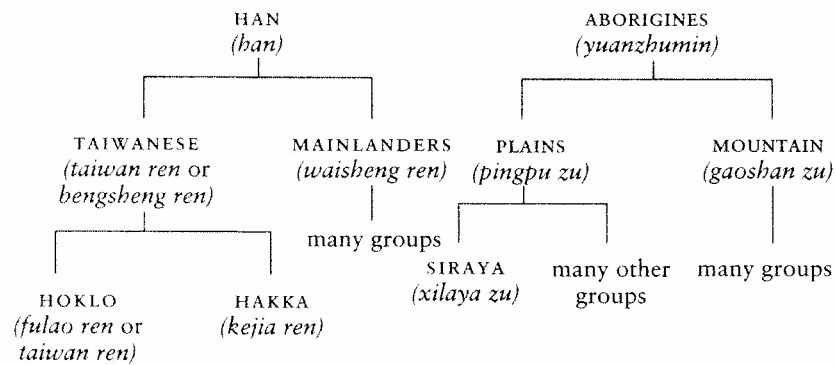 HAN
(han)
ABORIGINES
(yuanzhumin)
TAIWANESE
(taiwan ren or
bengsheng ren)
MAINLANDERS
(waisheng ren)
many groups
PLAINS
(pingpu zu)
MOUNTAIN
(gaoshan zu)
HOKLO
(fulao ren or
taiwan ren)
HAKKA
(kejia ren)
SIRAYA
(xilaya zu)
many other
groups
many groups